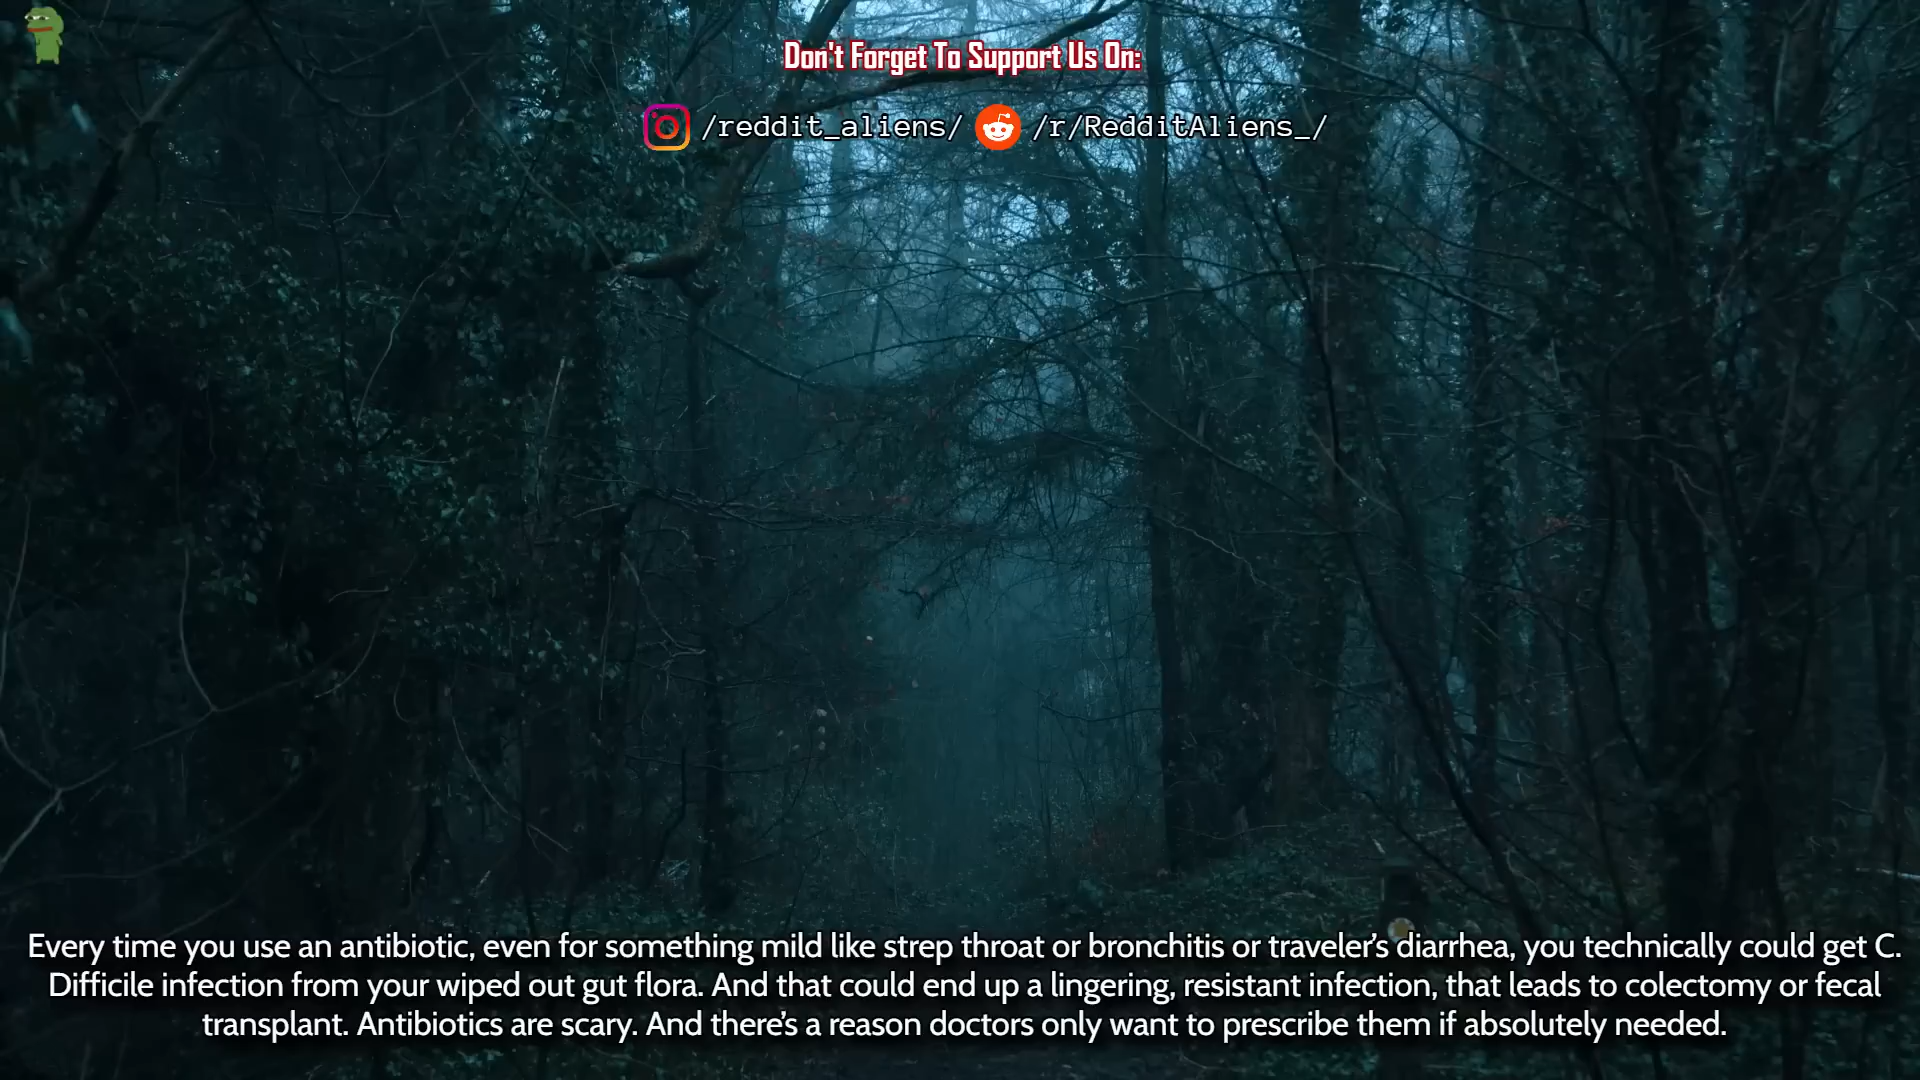 Don't Forget To Support Us On:
/reddit_aliens/ /r/RedditAliens_/
Every time you use an antibiotic, even for something mild like strep throat or bronchitis or traveler’s diarrhea, you technically could get C.
Difficile infection from your wiped out gut flora. And that could end up a lingering, resistant infection, that leads to colectomy or fecal
transplant. Antibiotics are scary. And there’s a reason doctors only want to prescribe them if absolutely needed.